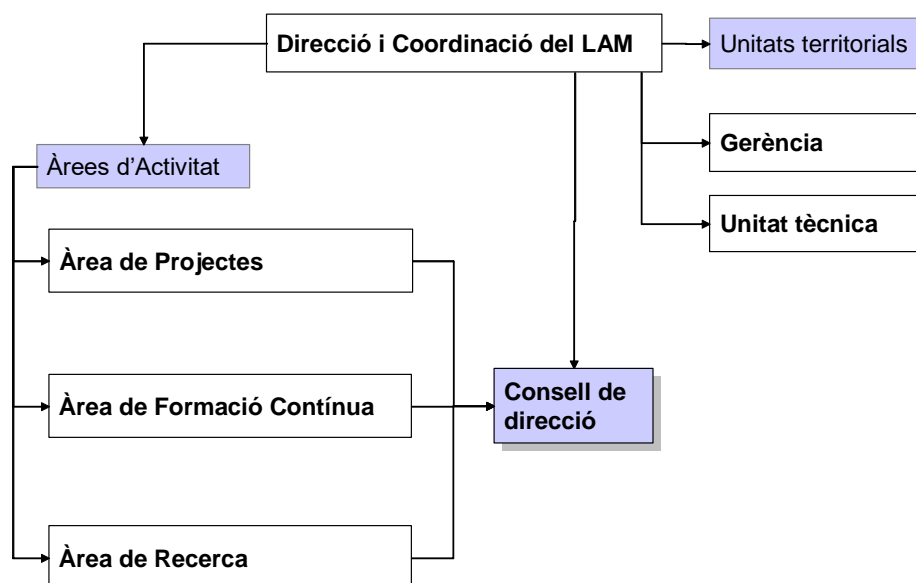 Direcció i Coordinació del LAM
Unitats territorials
Gerència
Àrees d'Activitat
Unitat tècnica
Àrea de Projectes
Àrea de Formació Contínua
Consell de
direcció
Àrea de Recerca